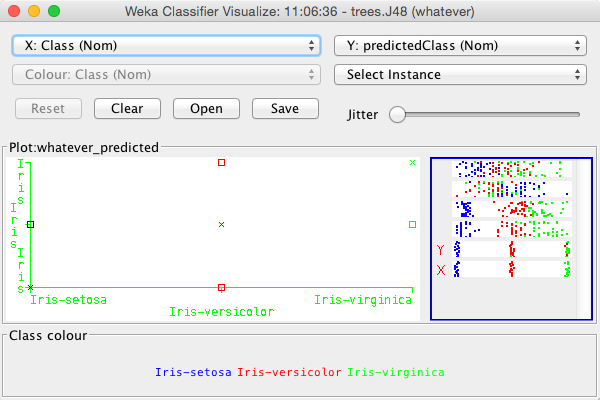 Weka Classifier Visualize: 11:06:36 - trees.J48 (whatever)
X: Class (Nom) Y: predictedClass (Nom)
Colour: Class (Nom) Select Instance
Reset Clear Open Save Jitter
Plot:whatever_predicted
Iris
Iris
Iris
Iris-setosa Iris-versicolor Iris-virginica
Y
X
Class colour
Iris-setosa Iris-versicolor Iris-virginica